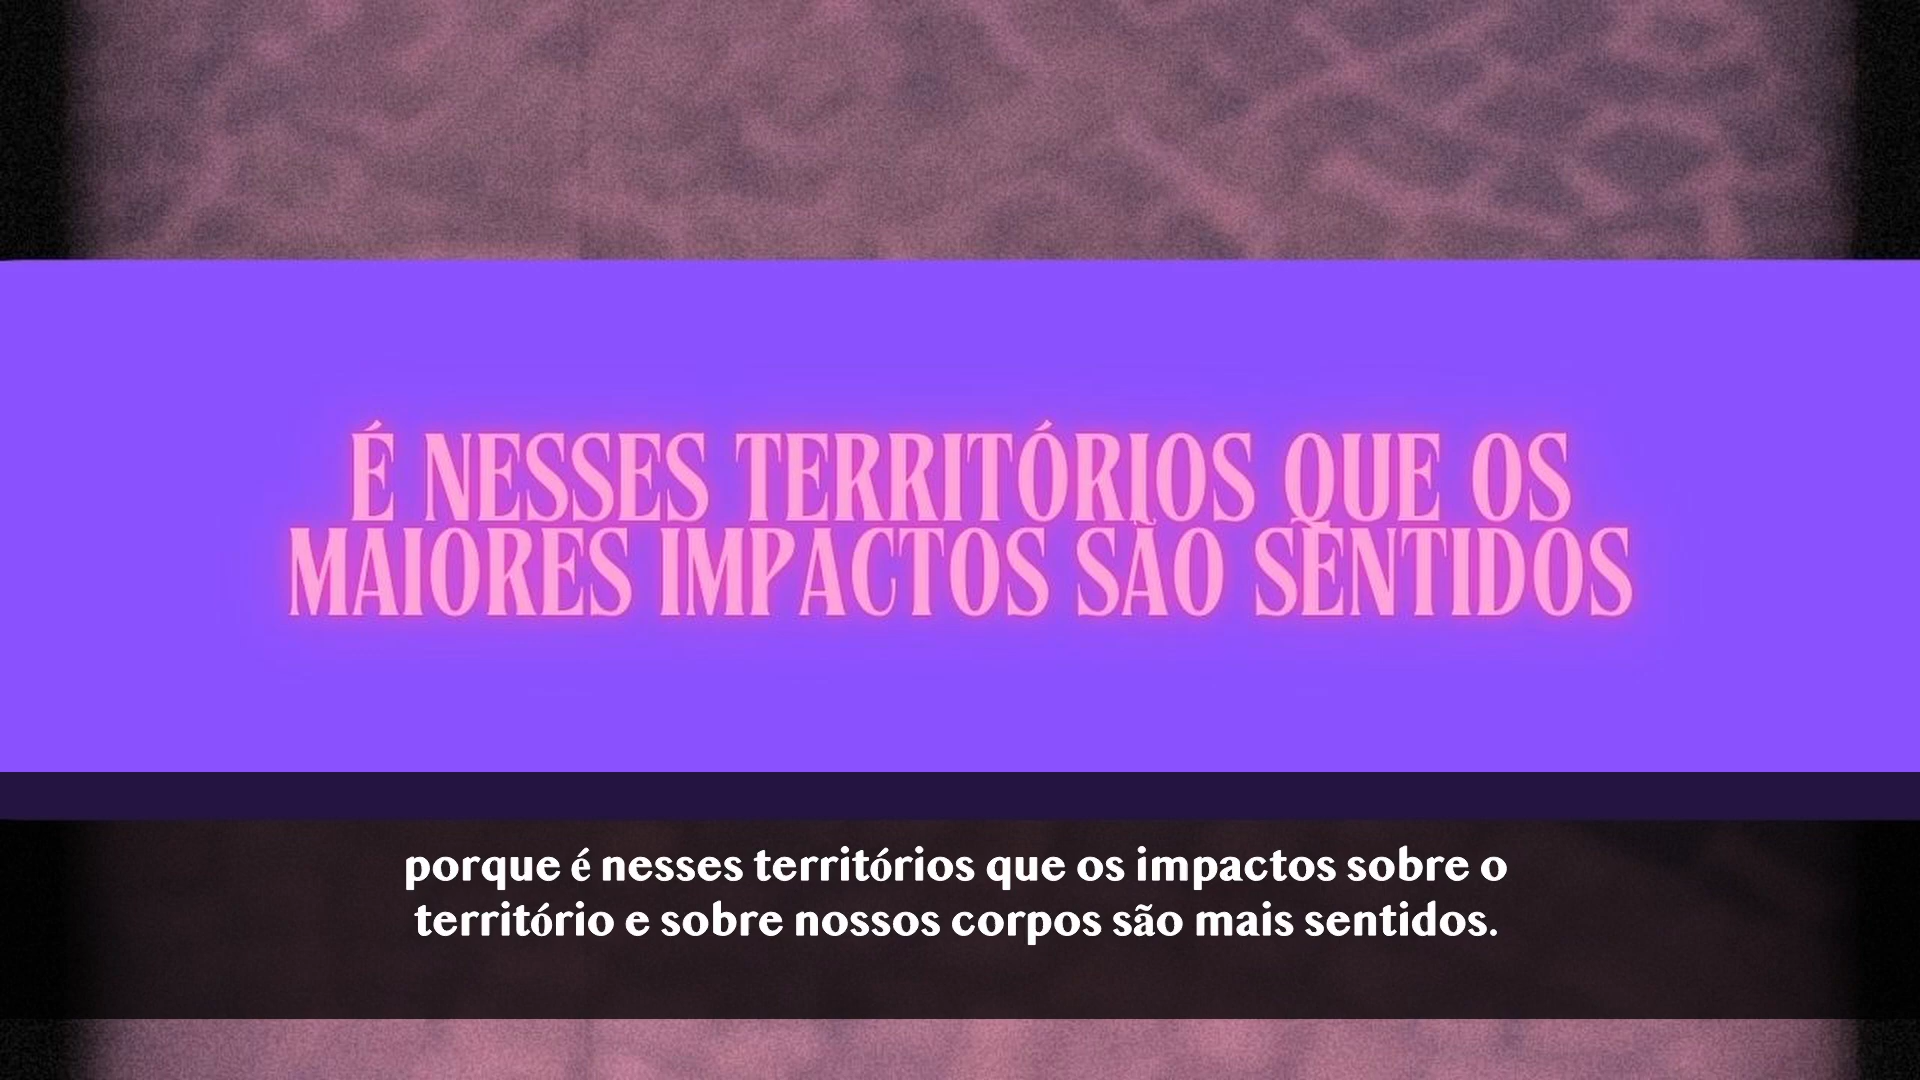 É NESSES TERRITÓRIOS QUE OS
MAIORES IMPACTOS SÃO SENTIDOS
porque é nesses territórios que os impactos sobre o
território e sobre nossos corpos são mais sentidos.